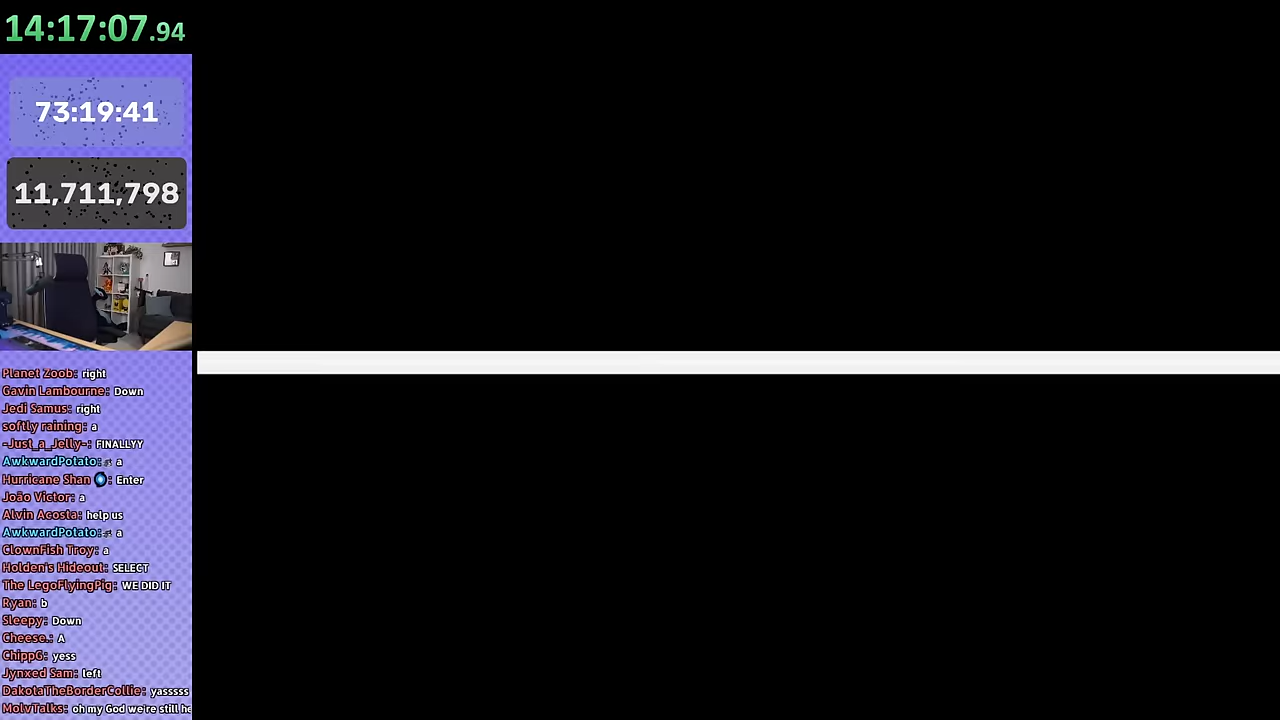 14:17:07.94
73:19:41
11,711,798
Planet Zoob: right
Gavin Lambourne: Down
Jedi Samus: right
softly raining: a
-Just_a_Jelly-: FINALLYY
AwkwardPotato: a
Hurricane Shan: Enter
João Victor: a
Alvin Acosta: help us
AwkwardPotato: a
ClownFish Troy: a
Holden's Hideout: SELECT
The LegoFlyingPig: WE DID IT
Ryan: b
Sleepy: Down
Cheese.: A
ChippG: yess
Jynxed Sam: left
DakotaTheBorderCollie: yasssss
MolvTalks: oh my God we're still he